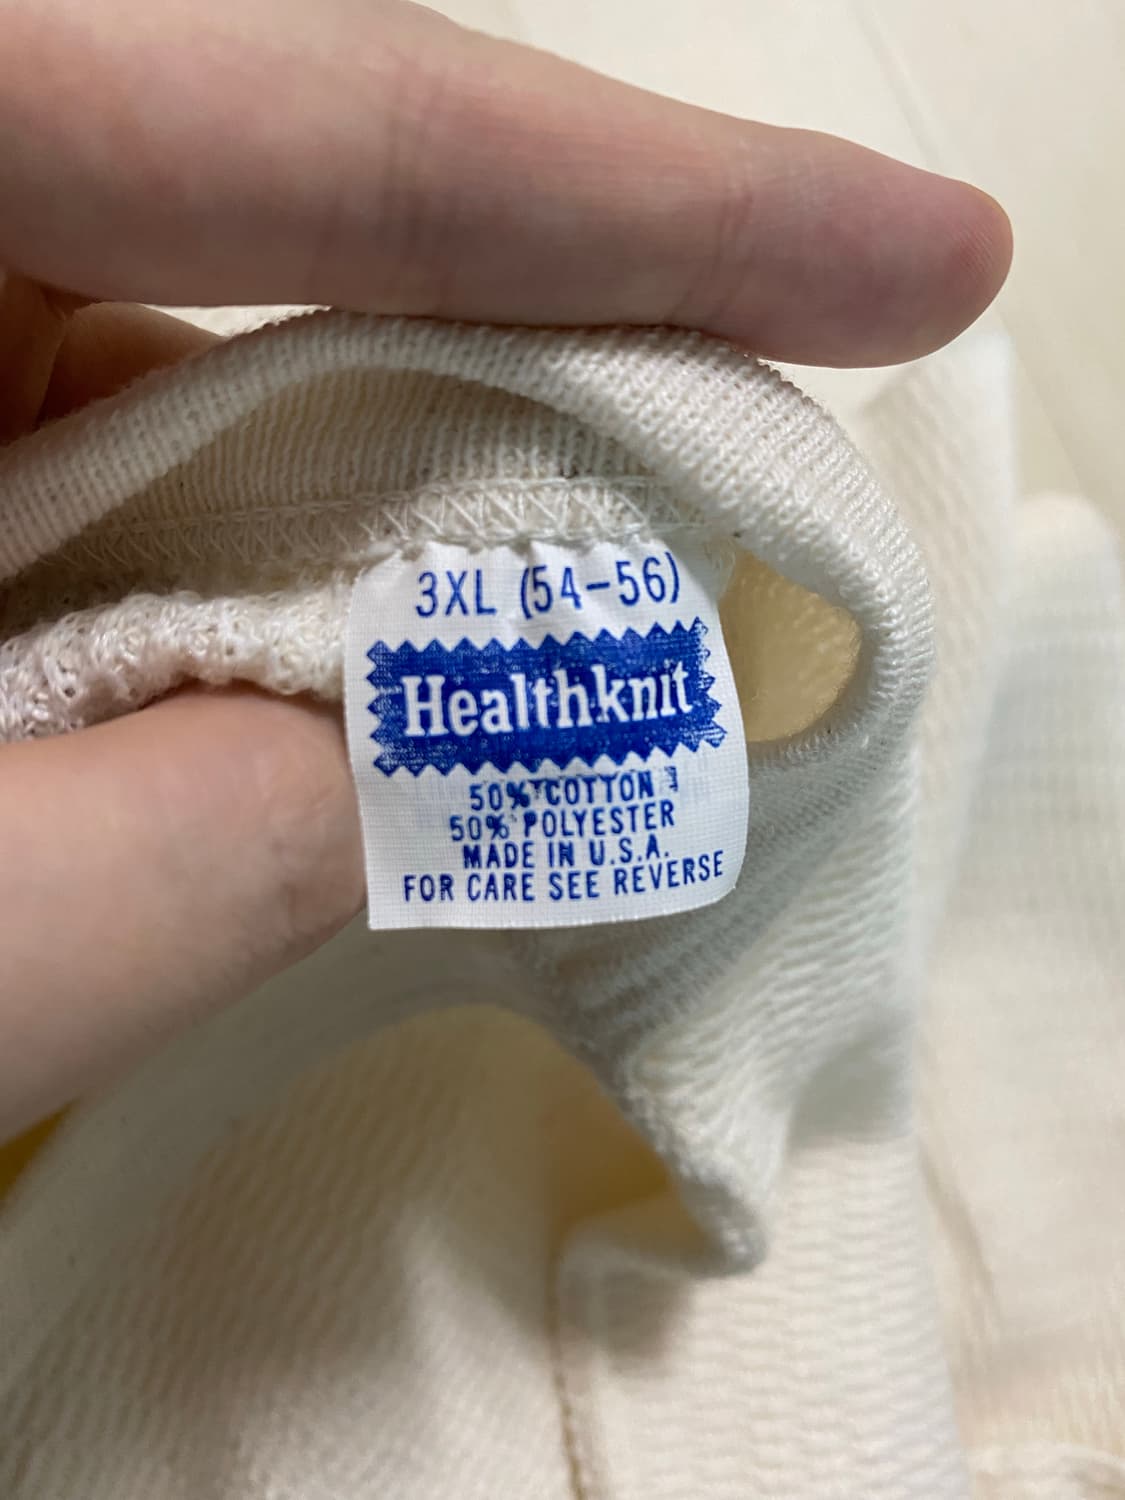 3XL (54-56)
Healthknit
50% COTTON
50% POLYESTER
MADE IN U.S.A.
FOR CARE SEE REVERSE